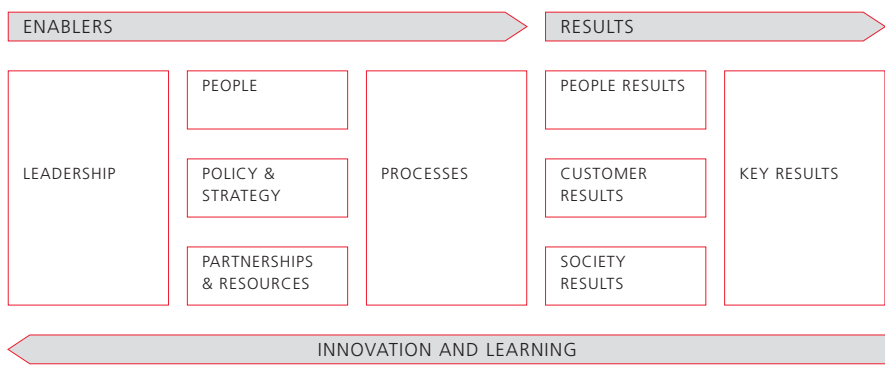 ENABLERS
RESULTS
LEADERSHIP
PEOPLE
POLICY &
STRATEGY
PARTNERSHIPS
& RESOURCES
PROCESSES
PEOPLE RESULTS
CUSTOMER
RESULTS
SOCIETY
RESULTS
KEY RESULTS
INNOVATION AND LEARNING